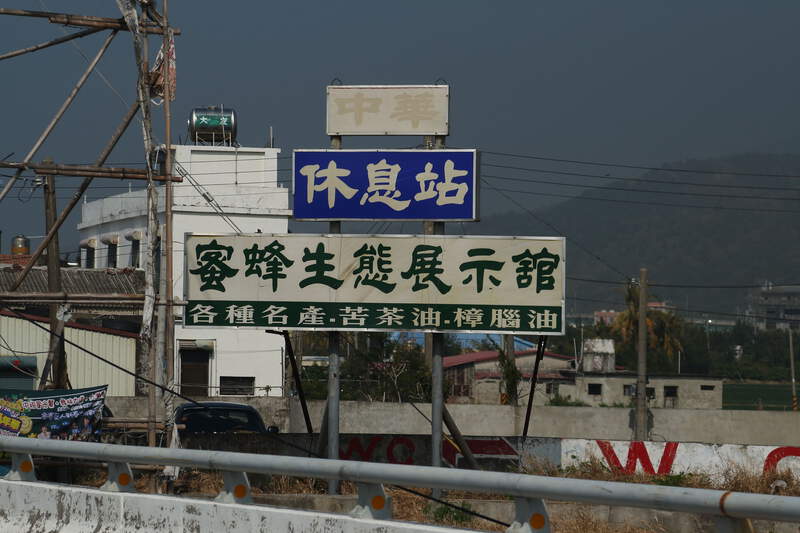 中華
休息站
蜜蜂生態展示館
各種名產.苦茶油.樟腦油
W